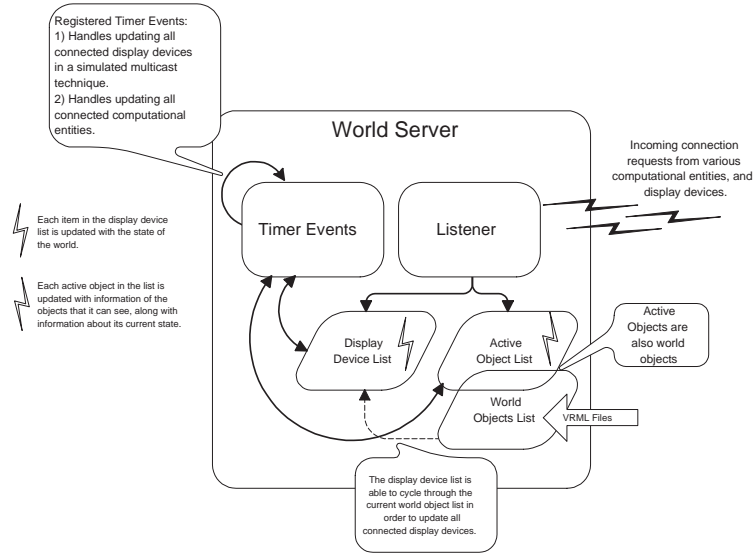 Registered Timer Events:
1) Handles updating all
connected display devices
in a simulated multicast
technique.
2) Handles updating all
connected computational
entities.
World Server
Incoming connection
requests from various
computational entities, and
display devices.
Timer Events
Listener
Each item in the display device
list is updated with the state of
the world.
Each active object in the list is
updated with information of the
objects that it can see, along with
information about its current state.
Display
Device List
Active
Object List
Active
Objects are
also world
objects
World
Objects List
VRML Files
The display device list is
able to cycle through the
current world object list in
order to update all
connected display devices.